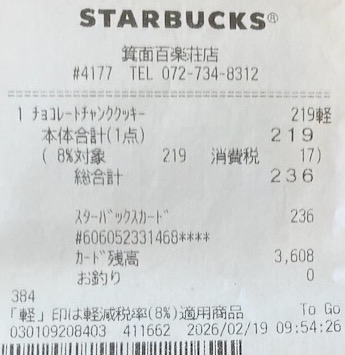 STARBUCKS®
箕面百楽荘店
#4177 TEL 072-734-8312
1 チョコレートチャンククッキー 219軽
本体合計(1点) 219
( 8%対象 219 消費税 17)
総合計 236
スターバックスカード 236
#606052331468****
カード残高 3,608
お釣り 0
384
「軽」印は軽減税率(8%)適用商品 To Go
030109208403 411662 2026/02/19 09:54:26